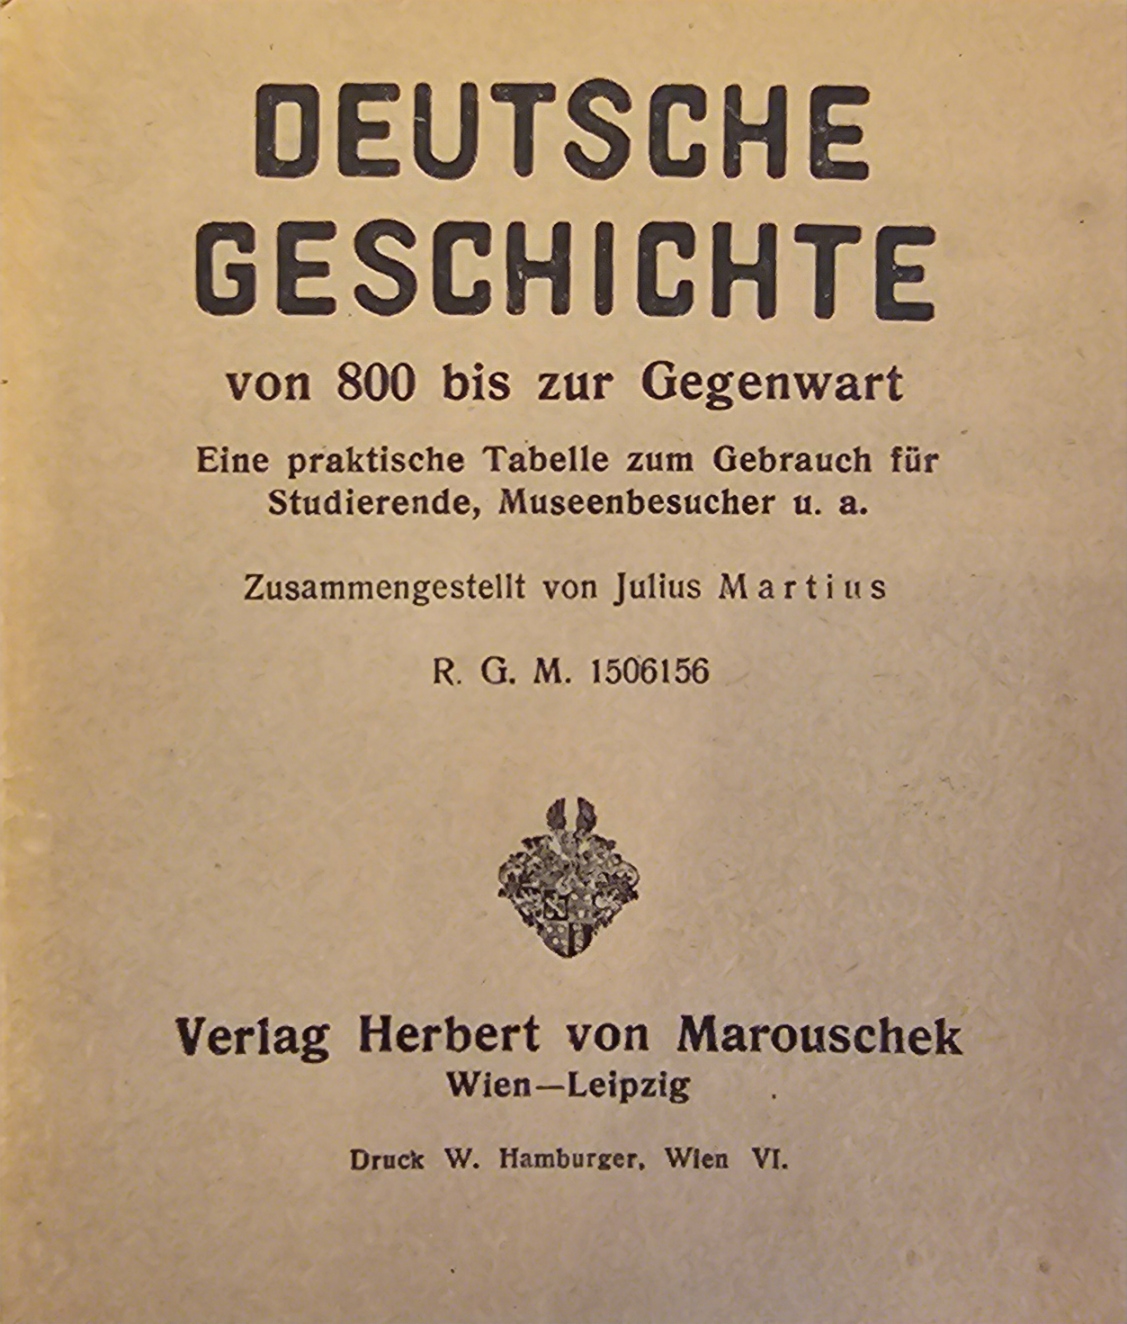 DEUTSCHE
GESCHICHTE
von 800 bis zur Gegenwart
Eine praktische Tabelle zum Gebrauch für
Studierende, Museenbesucher u. a.
Zusammengestellt von Julius Martius
R. G. M. 1506156
Verlag Herbert von Marouschek
Wien—Leipzig
Druck W. Hamburger, Wien VI.